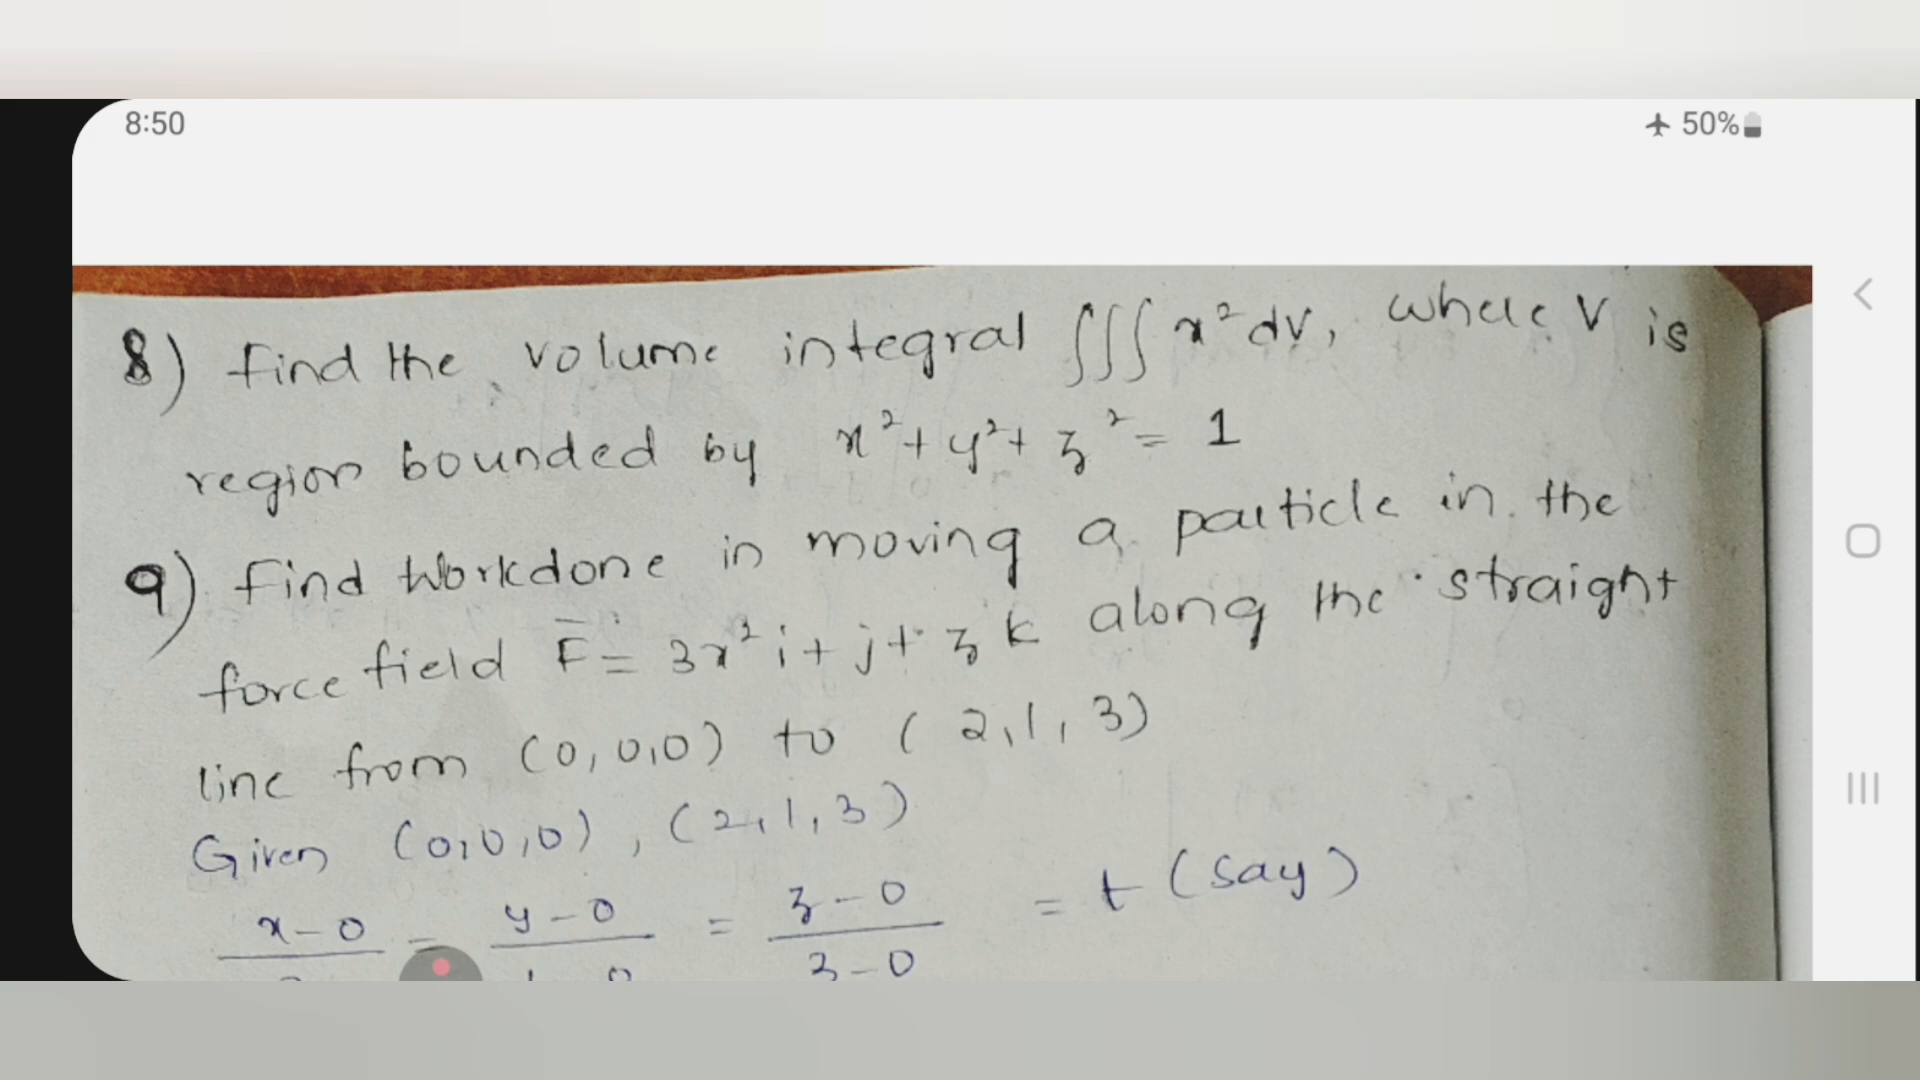 8:50
50%
8) find the volume integral ∭ x² dv, where V is
region bounded by x²+y²+z² = 1
9) find Workdone in moving a particle in the
force field F̅ = 3x² i + j + z k along the straight
line from (0,0,0) to (2,1,3)
Given (0,0,0), (2,1,3)
x-0 = y-0 = z-0 = t (say)
3-0